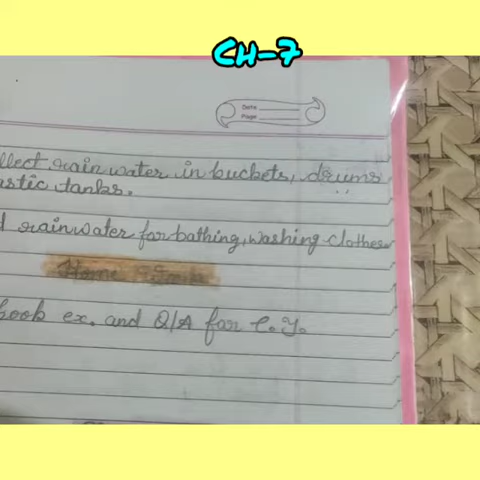 CH-7
Date
Page
llect rain water in buckets, drums
astic tanks.
d rainwater for bathing, washing clothes
Home Task
book ex. and Q/A for C.Y.